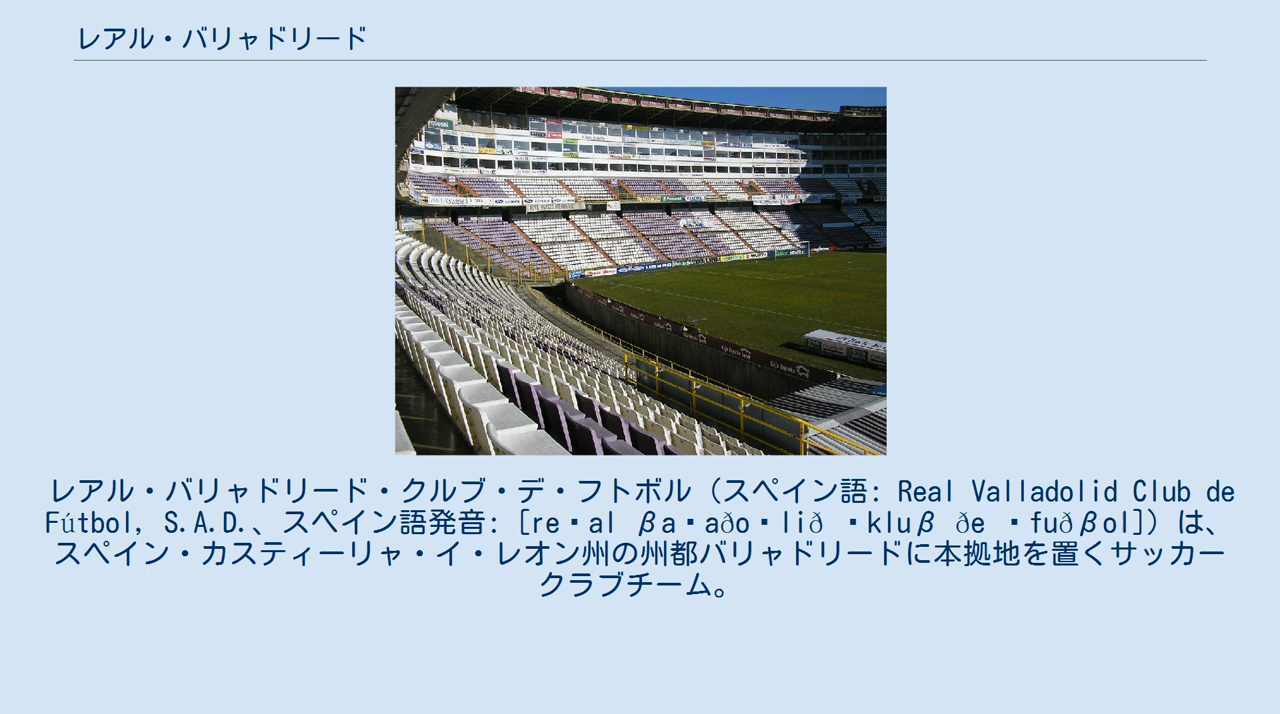 レアル・バリャドリード
レアル・バリャドリード・クルブ・デ・フトボル（スペイン語: Real Valladolid Club de
Fútbol, S.A.D.、スペイン語発音: [re▪al βa▪aðo▪lið ▪kluβ ðe ▪fuðβol]）は、
スペイン・カスティーリャ・イ・レオン州の州都バリャドリードに本拠地を置くサッカー
クラブチーム。